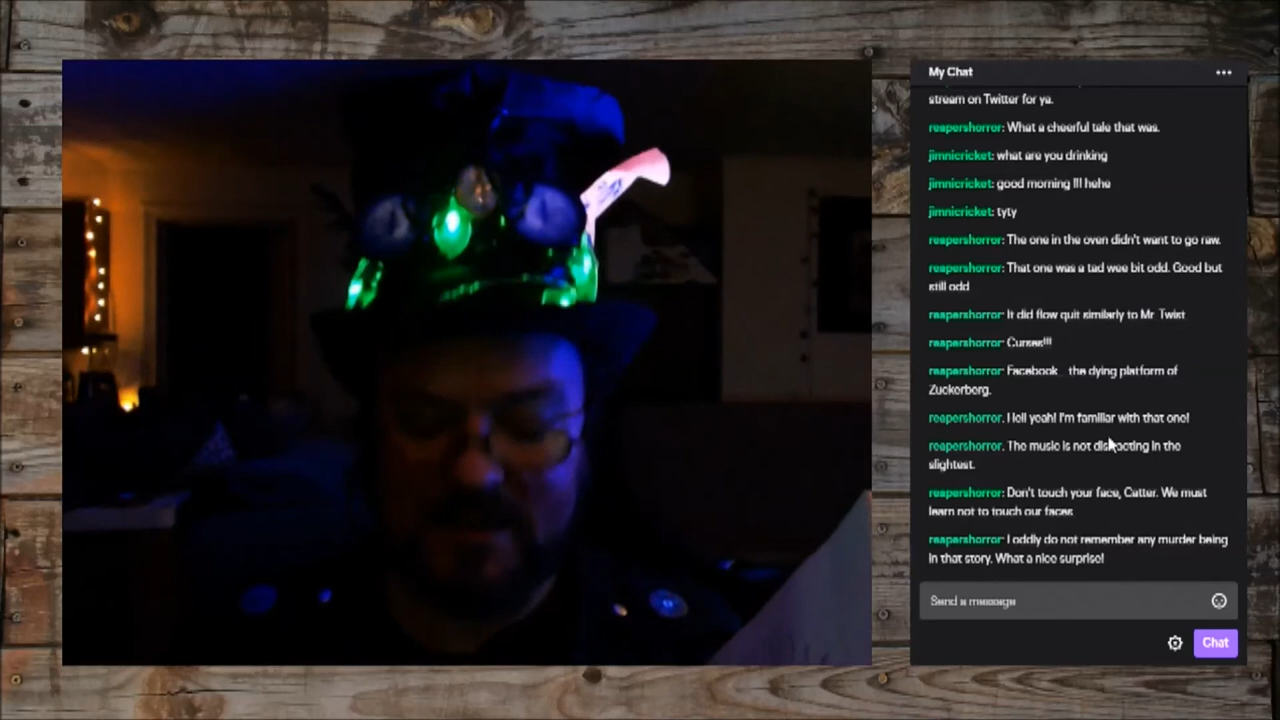 My Chat
stream on Twitter for ya.
reapershorror: What a cheerful tale that was.
jimnicricket: what are you drinking
jimnicricket: good morning !!! hehe
jimnicricket: tyty
reapershorror: The one in the oven didn't want to go raw.
reapershorror: That one was a tad wee bit odd. Good but
still odd
reapershorror: It did flow quit similarly to Mr. Twist
reapershorror: Curses!!!
reapershorror: Facebook... the dying platform of
Zuckerberg.
reapershorror: Hell yeah! I'm familiar with that one!
reapershorror: The music is not distracting in the
slightest.
reapershorror: Don't touch your face, Catter. We must
learn not to touch our faces
reapershorror: I oddly do not remember any murder being
in that story. What a nice surprise!
Send a message
Chat